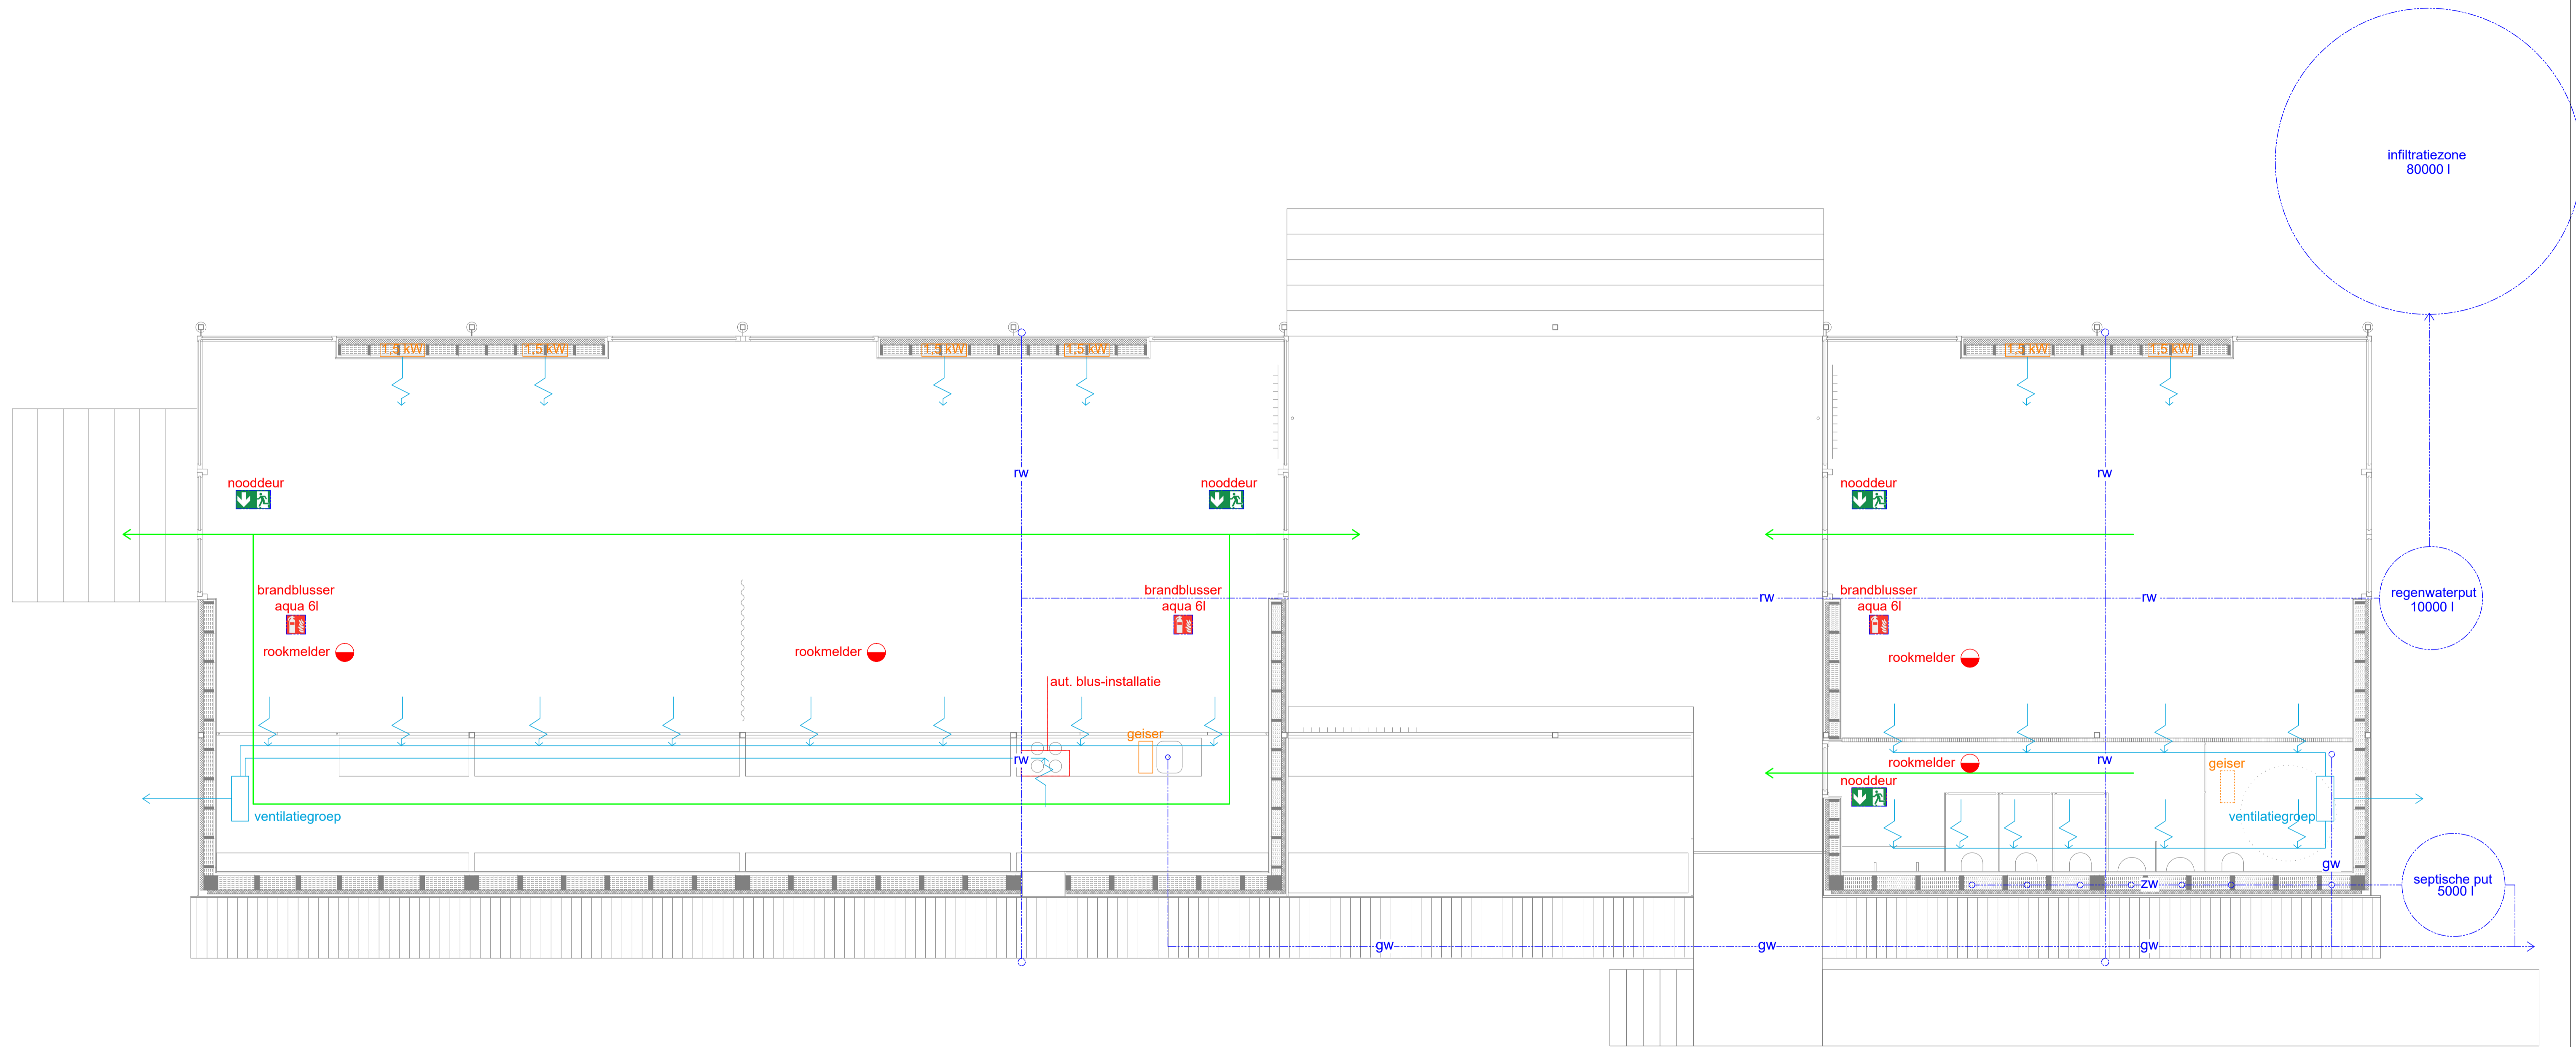 infiltratiezone
80000 l
1,5 kW
1,5 kW
1,5 kW
1,5 kW
1,5 kW
1,5 kW
rw
rw
nooddeur
nooddeur
nooddeur
brandblusser
aqua 6l
brandblusser
aqua 6l
brandblusser
aqua 6l
rw
rw
regenwaterput
10000 l
rookmelder
rookmelder
rookmelder
aut. blus-installatie
geiser
rw
rookmelder
rw
geiser
nooddeur
ventilatiegroep
ventilatiegroep
gw
zw
septische put
5000 l
gw
gw
gw